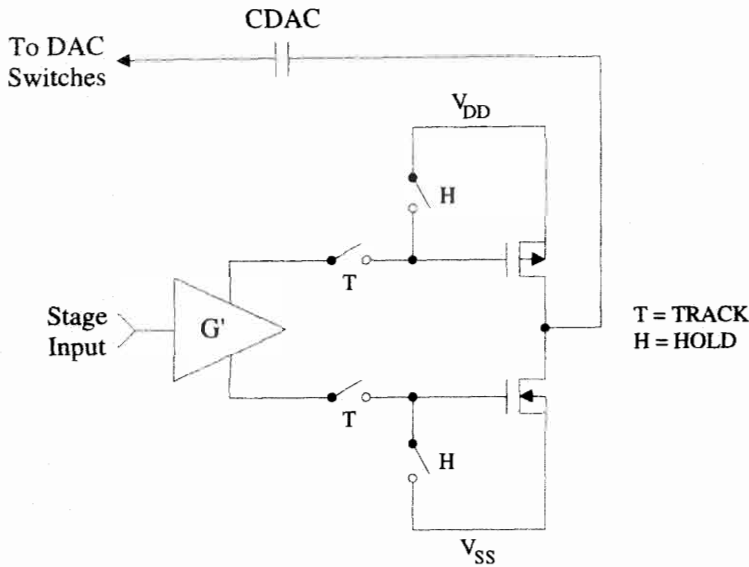 CDAC
To DAC
Switches
V_DD
H
T
Stage
Input
G'
T = TRACK
H = HOLD
T
H
V_SS